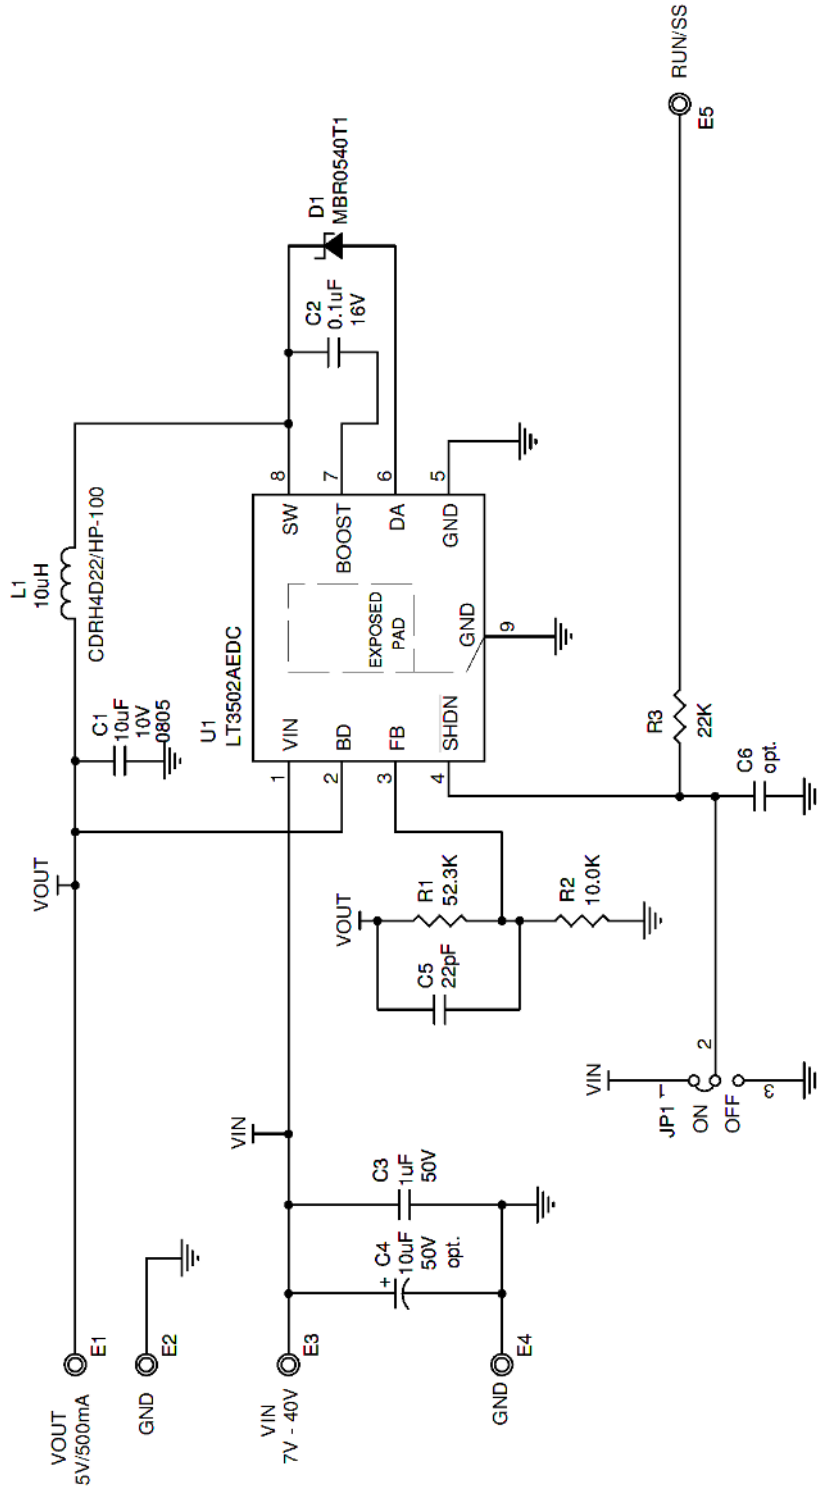 VOUT
5V/500mA
E1
GND
E2
VIN
7V - 40V
E3
GND
E4
+
C4
10uF
50V
opt.
C3
1uF
50V
VIN
VOUT
C1
10uF
10V
0805
L1
10uH
CDRH4D22/HP-100
U1
LT3502AEDC
1
VIN
2
BD
3
FB
4
SHDN
EXPOSED
PAD
GND
9
SW
8
BOOST
7
DA
6
GND
5
C2
0.1uF
16V
D1
MBR0540T1
VOUT
R1
52.3K
C5
22pF
R2
10.0K
VIN
JP1
1
ON
2
OFF
3
R3
22K
C6
opt.
E5
RUN/SS